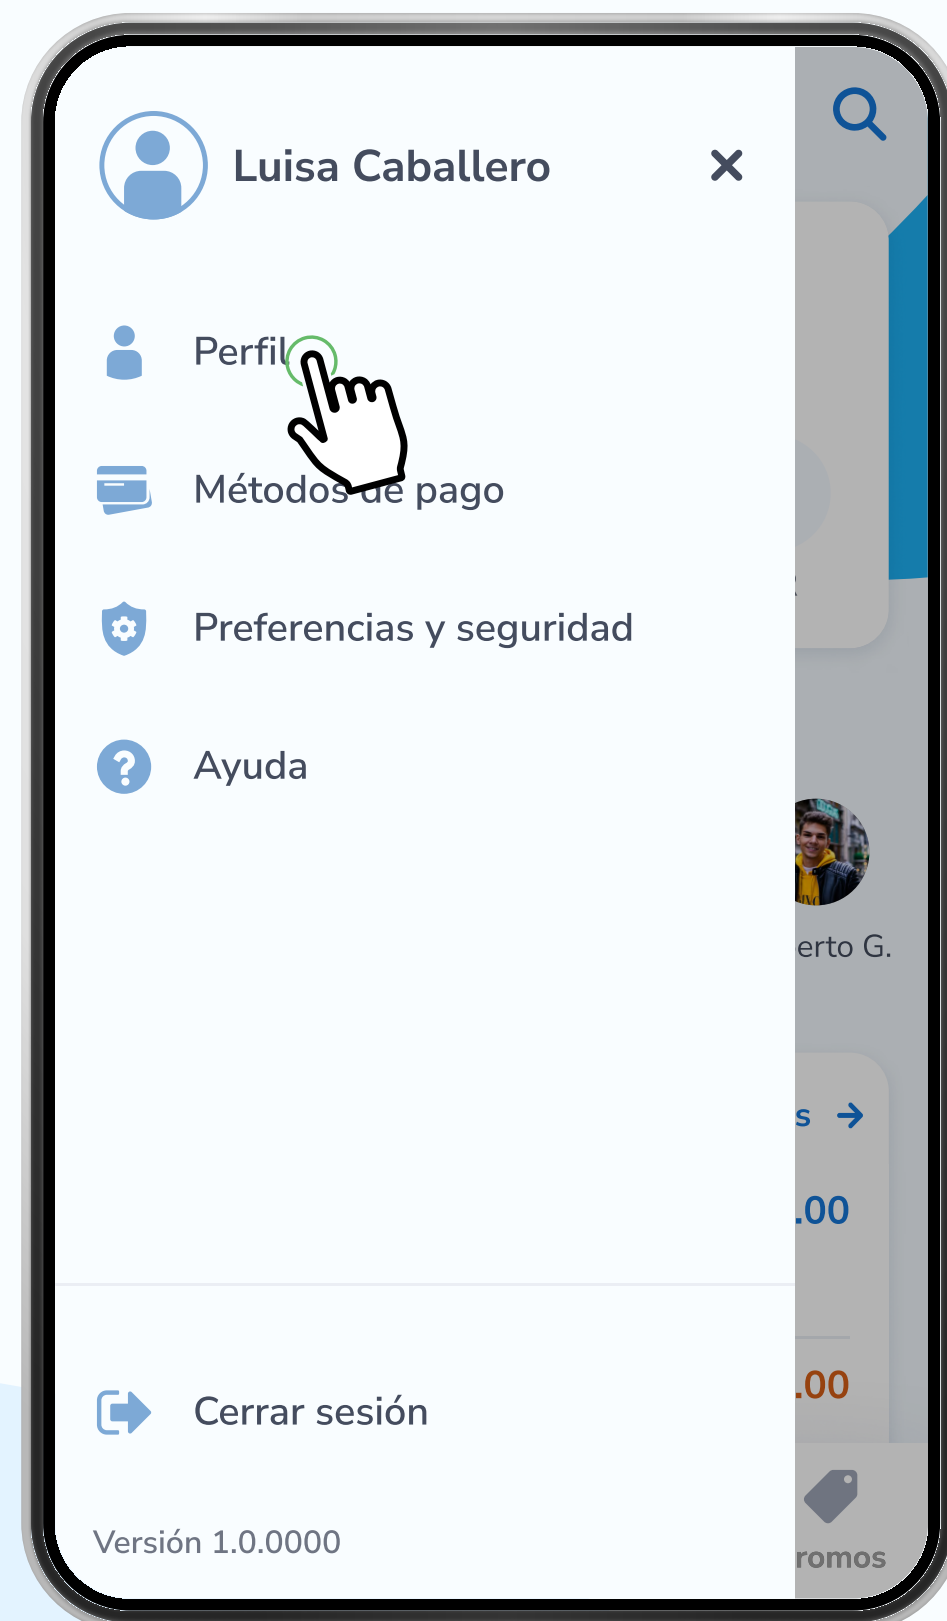 Luisa Caballero
Perfil
Métodos de pago
Preferencias y seguridad
Ayuda
erto G.
s
.00
.00
Cerrar sesión
Versión 1.0.0000
romos